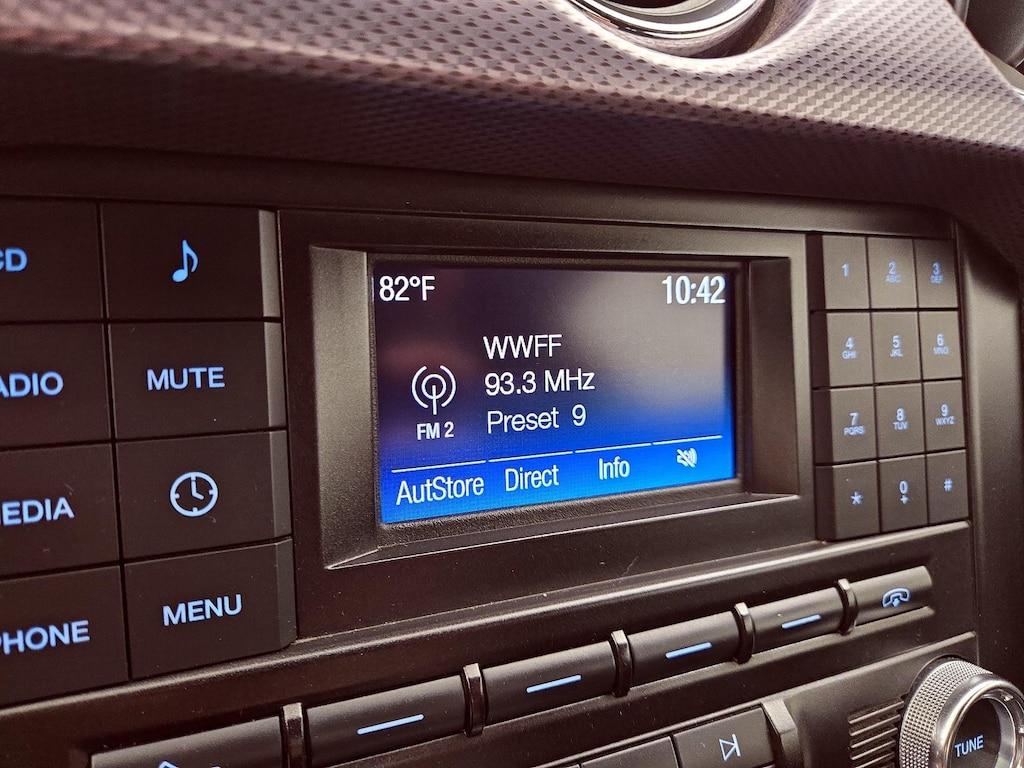 82°F
10:42
WWFF
93.3 MHz
Preset 9
FM 2
AutStore Direct Info
CD
ADIO
MUTE
EDIA
MENU
PHONE
1
2 ABC
3 DEF
4 GHI
5 JKL
6 MNO
7 PQRS
8 TUV
9 WXYZ
*
0 +
#
TUNE